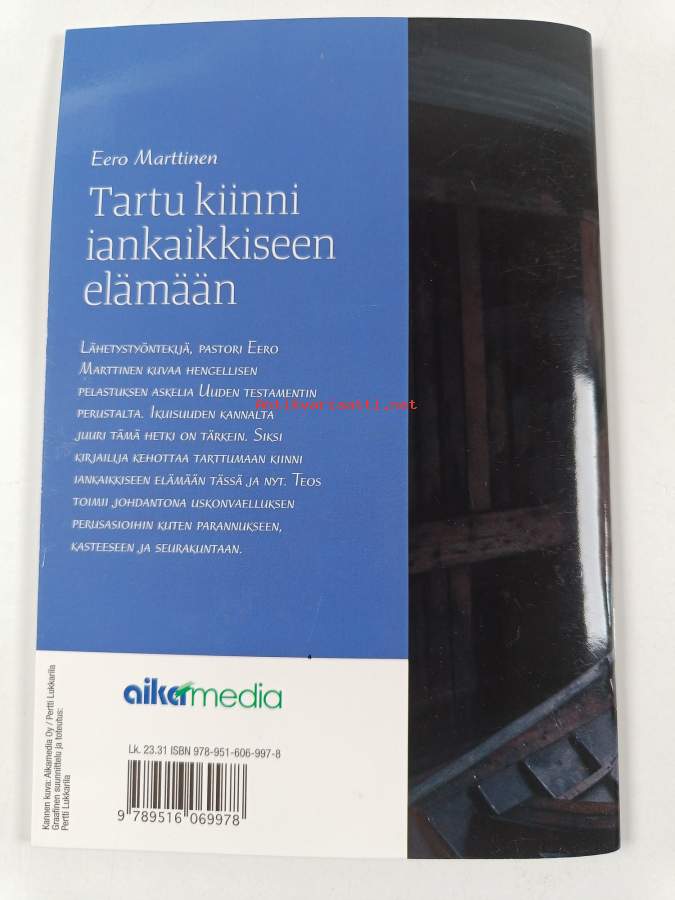 Eero Marttinen
Tartu kiinni
iankaikkiseen
elämään
Lähetystyöntekijä, pastori Eero
Marttinen kuvaa hengellisen
pelastuksen askelia Uuden testamentin
perustalta. Ikuisuuden kannalta
juuri tämä hetki on tärkein. Siksi
kirjailija kehottaa tarttumaan kiinni
iankaikkiseen elämään tässä ja nyt. Teos
toimii johdantona uskonvaelluksen
perusasioihin kuten parannukseen,
kasteeseen ja seurakuntaan.
Antikvariaatti.net
aikamedia
Lk. 23.31 ISBN 978-951-606-997-8
9 789516 069978
Kannen kuva: Aikamedia Oy / Pertti Lukkarila
Graafinen suunnittelu ja toteutus:
Pertti Lukkarila